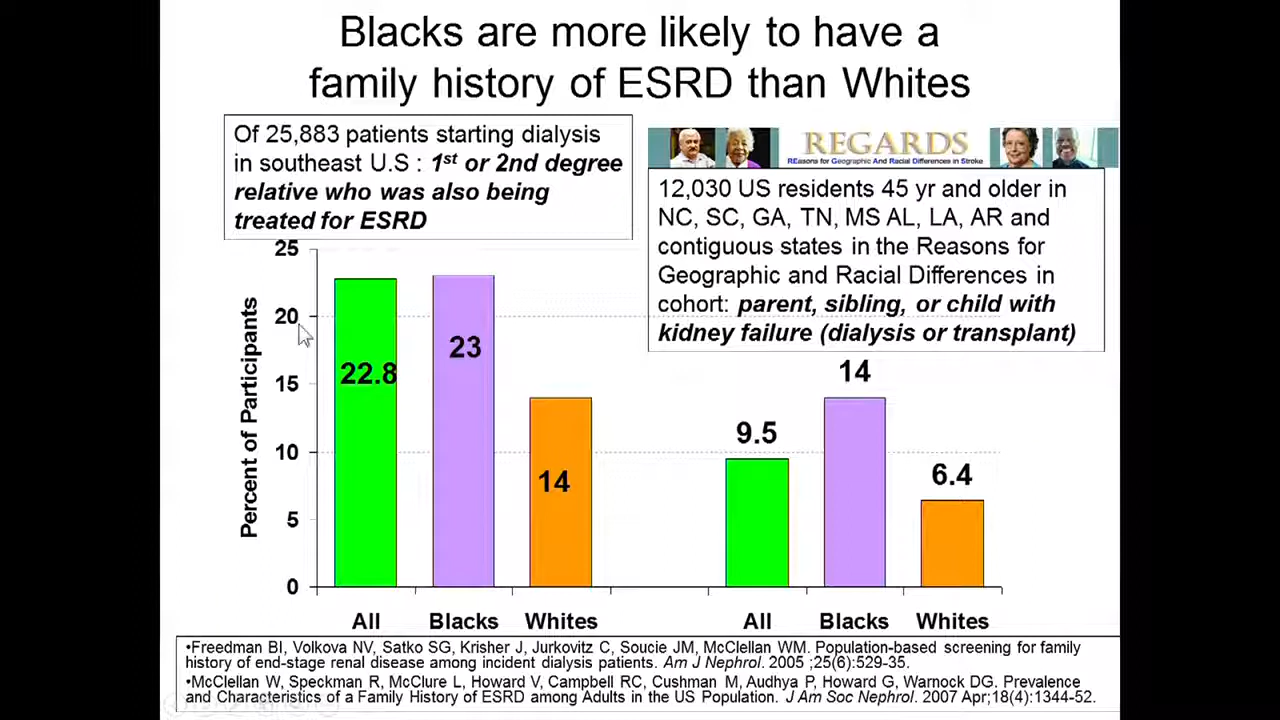 Blacks are more likely to have a
family history of ESRD than Whites
Of 25,883 patients starting dialysis
in southeast U.S : 1st or 2nd degree
relative who was also being
treated for ESRD
REGARDS
REasons for Geographic And Racial Differences in Stroke
12,030 US residents 45 yr and older in
NC, SC, GA, TN, MS AL, LA, AR and
contiguous states in the Reasons for
Geographic and Racial Differences in
cohort: parent, sibling, or child with
kidney failure (dialysis or transplant)
Percent of Participants
25
20
15
10
5
0
22.8
23
14
9.5
14
6.4
All Blacks Whites All Blacks Whites
•Freedman BI, Volkova NV, Satko SG, Krisher J, Jurkovitz C, Soucie JM, McClellan WM. Population-based screening for family
history of end-stage renal disease among incident dialysis patients. Am J Nephrol. 2005 ;25(6):529-35.
•McClellan W, Speckman R, McClure L, Howard V, Campbell RC, Cushman M, Audhya P, Howard G, Warnock DG. Prevalence
and Characteristics of a Family History of ESRD among Adults in the US Population. J Am Soc Nephrol. 2007 Apr;18(4):1344-52.